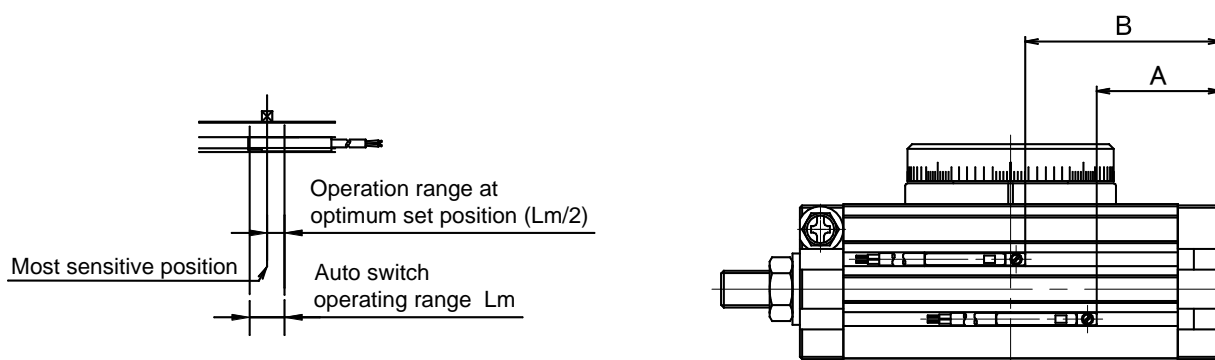 B
A
Operation range at
optimum set position (Lm/2)
Most sensitive position
Auto switch
operating range Lm